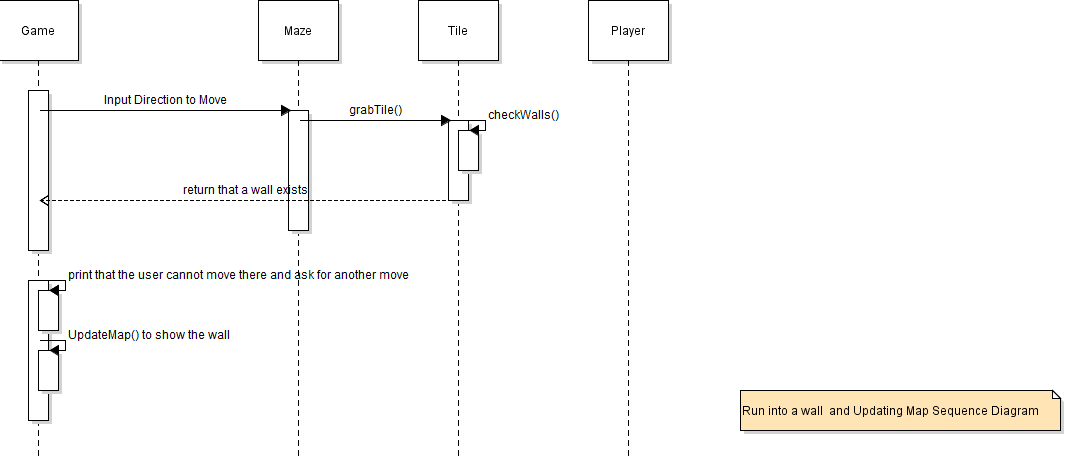 Game
Maze
Tile
Player
Input Direction to Move
grabTile()
checkWalls()
return that a wall exists
print that the user cannot move there and ask for another move
UpdateMap() to show the wall
Run into a wall  and Updating Map Sequence Diagram